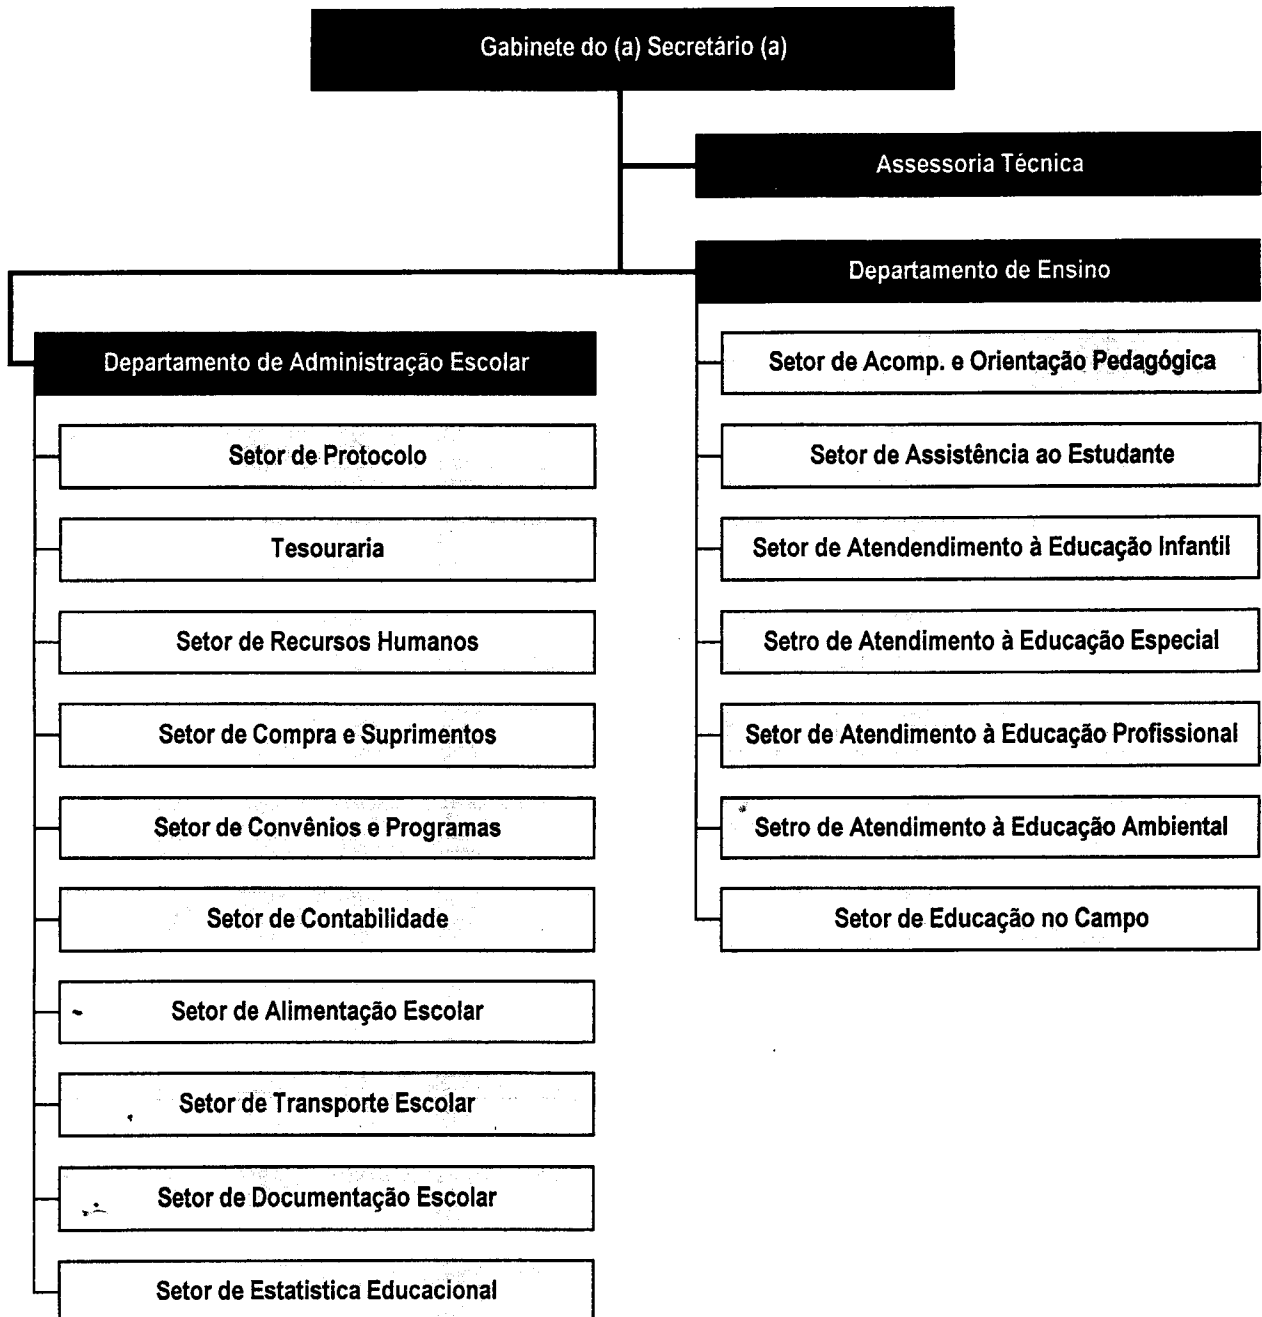 Gabinete do (a) Secretário (a)
Assessoria Técnica
Departamento de Ensino
Departamento de Administração Escolar
Setor de Protocolo
Tesouraria
Setor de Recursos Humanos
Setor de Compra e Suprimentos
Setor de Convênios e Programas
Setor de Contabilidade
Setor de Alimentação Escolar
Setor de Transporte Escolar
Setor de Documentação Escolar
Setor de Estatistica Educacional
Setor de Acomp. e Orientação Pedagógica
Setor de Assistência ao Estudante
Setor de Atendendimento à Educação Infantil
Setro de Atendimento à Educação Especial
Setor de Atendimento à Educação Profissional
Setro de Atendimento à Educação Ambiental
Setor de Educação no Campo